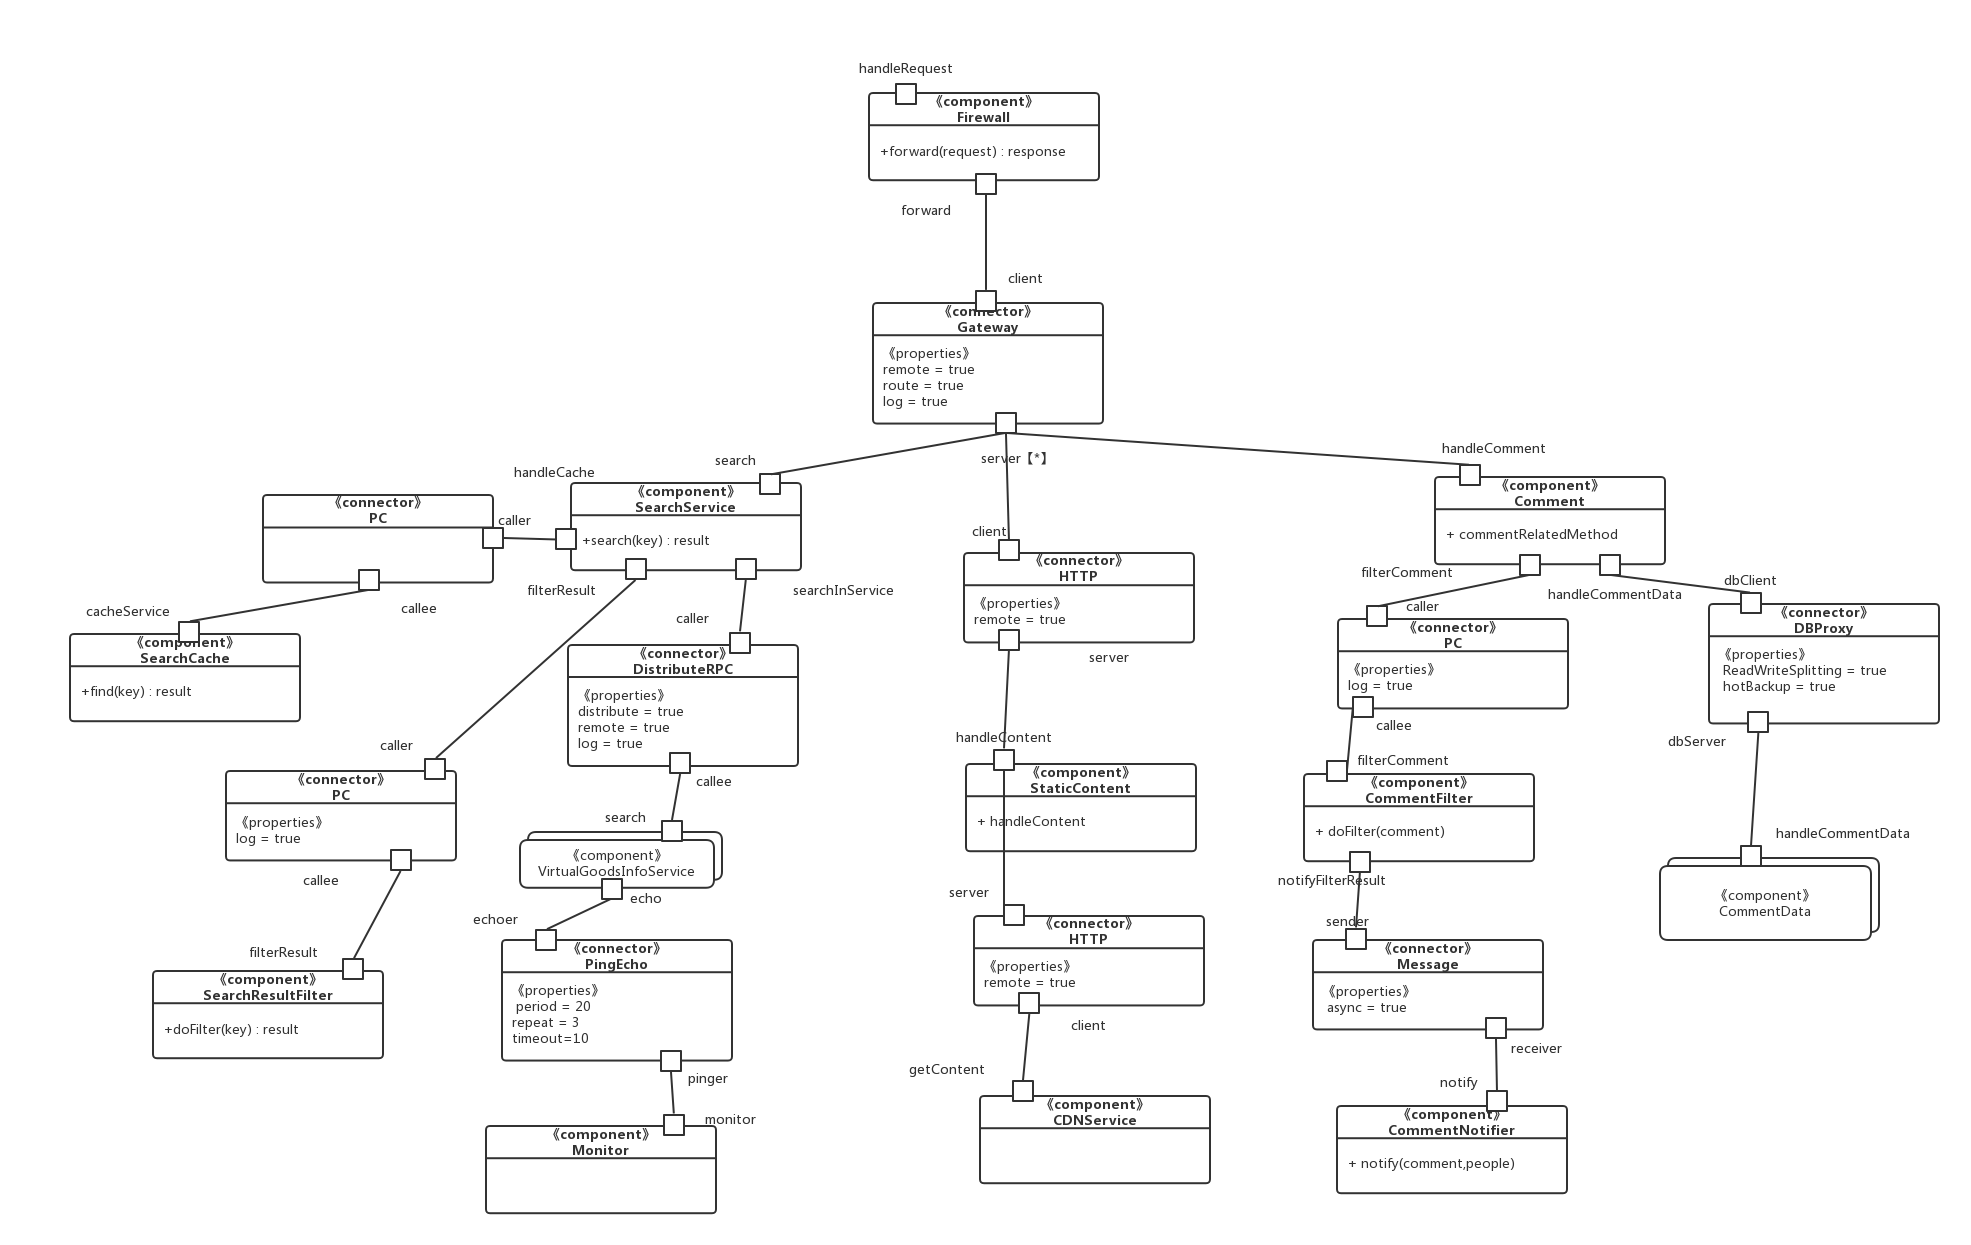 handleRequest
《component》
Firewall
+forward(request) : response
forward
client
《connector》
Gateway
《properties》
remote = true
route = true
log = true
server【*】
search
handleCache
《component》
SearchService
+search(key) : result
caller
《connector》
PC
callee
cacheService
《component》
SearchCache
+find(key) : result
filterResult
searchInService
caller
《connector》
DistributeRPC
《properties》
distribute = true
remote = true
log = true
callee
caller
《connector》
PC
《properties》
log = true
callee
filterResult
《component》
SearchResultFilter
+doFilter(key) : result
search
《component》
VirtualGoodsInfoService
echo
echoer
《connector》
PingEcho
《properties》
period = 20
repeat = 3
timeout=10
pinger
monitor
《component》
Monitor
client
《connector》
HTTP
《properties》
remote = true
server
handleContent
《component》
StaticContent
+ handleContent
server
《connector》
HTTP
《properties》
remote = true
client
getContent
《component》
CDNService
handleComment
《component》
Comment
+ commentRelatedMethod
filterComment
handleCommentData
caller
《connector》
PC
《properties》
log = true
callee
filterComment
《component》
CommentFilter
+ doFilter(comment)
notifyFilterResult
sender
《connector》
Message
《properties》
async = true
receiver
notify
《component》
CommentNotifier
+ notify(comment,people)
dbClient
《connector》
DBProxy
《properties》
ReadWriteSplitting = true
hotBackup = true
dbServer
handleCommentData
《component》
CommentData